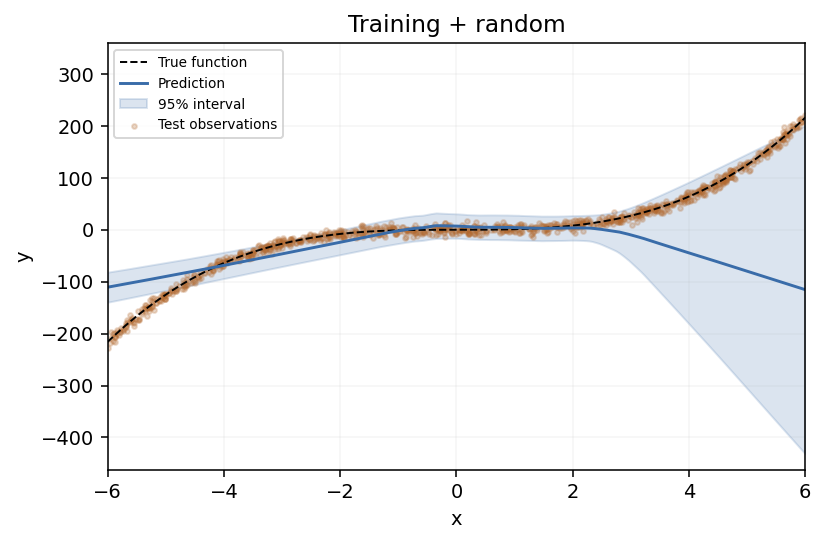 Training + random
True function
Prediction
95% interval
Test observations
y
300
200
100
0
−100
−200
−300
−400
−6
−4
−2
0
2
4
6
x